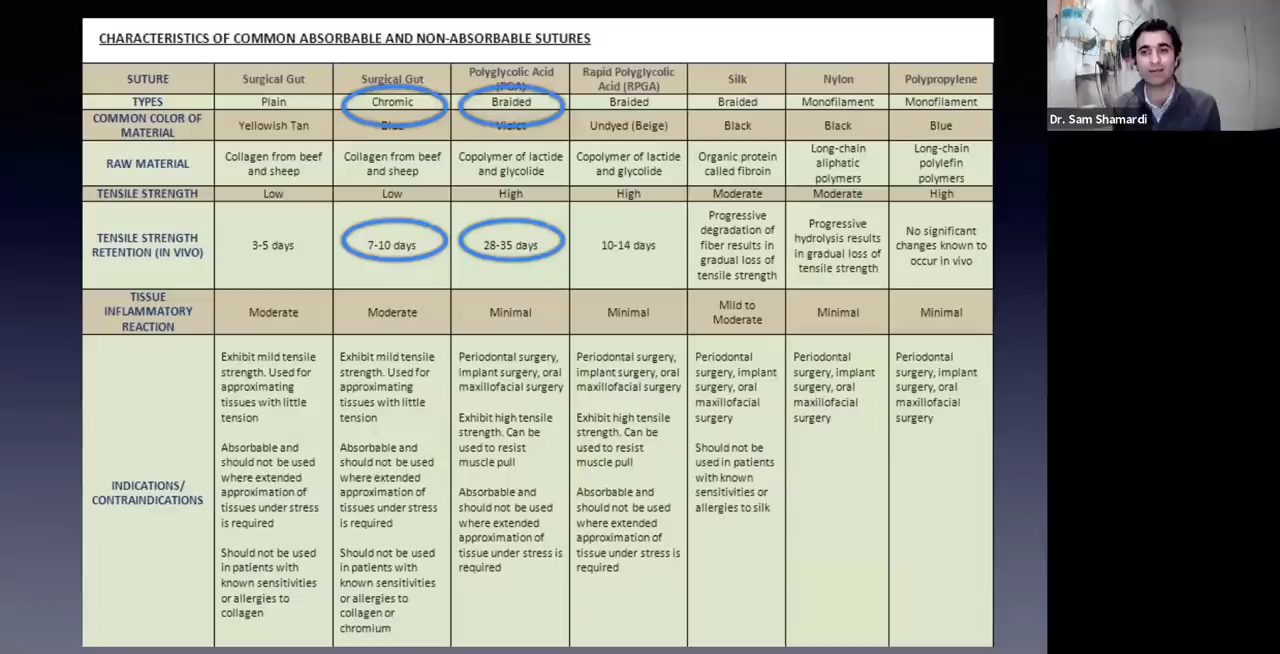 CHARACTERISTICS OF COMMON ABSORBABLE AND NON-ABSORBABLE SUTURES
SUTURE
Surgical Gut
Surgical Gut
Polyglycolic Acid
(PGA)
Rapid Polyglycolic
Acid (RPGA)
Silk
Nylon
Polypropylene
TYPES
Plain
Chromic
Braided
Braided
Braided
Monofilament
Monofilament
COMMON COLOR OF
MATERIAL
Yellowish Tan
Blue
Violet
Undyed (Beige)
Black
Black
Blue
RAW MATERIAL
Collagen from beef
and sheep
Collagen from beef
and sheep
Copolymer of lactide
and glycolide
Copolymer of lactide
and glycolide
Organic protein
called fibroin
Long-chain
aliphatic
polymers
Long-chain
polylefin
polymers
TENSILE STRENGTH
Low
Low
High
High
Moderate
Moderate
High
TENSILE STRENGTH
RETENTION (IN VIVO)
3-5 days
7-10 days
28-35 days
10-14 days
Progressive
degradation of
fiber results in
gradual loss of
tensile strength
Progressive
hydrolysis results
in gradual loss of
tensile strength
No significant
changes known to
occur in vivo
TISSUE
INFLAMMATORY
REACTION
Moderate
Moderate
Minimal
Minimal
Mild to
Moderate
Minimal
Minimal
INDICATIONS/
CONTRAINDICATIONS
Exhibit mild tensile
strength. Used for
approximating
tissues with little
tension
Absorbable and
should not be used
where extended
approximation of
tissues under stress
is required
Should not be used
in patients with
known sensitivities
or allergies to
collagen
Exhibit mild tensile
strength. Used for
approximating
tissues with little
tension
Absorbable and
should not be used
where extended
approximation of
tissues under stress
is required
Should not be used
in patients with
known sensitivities
or allergies to
collagen or
chromium
Periodontal surgery,
implant surgery, oral
maxillofacial surgery
Exhibit high tensile
strength. Can be
used to resist
muscle pull
Absorbable and
should not be used
where extended
approximation of
tissue under stress is
required
Periodontal surgery,
implant surgery, oral
maxillofacial surgery
Exhibit high tensile
strength. Can be
used to resist
muscle pull
Absorbable and
should not be used
where extended
approximation of
tissue under stress is
required
Periodontal
surgery, implant
surgery, oral
maxillofacial
surgery
Should not be
used in patients
with known
sensitivities or
allergies to silk
Periodontal
surgery, implant
surgery, oral
maxillofacial
surgery
Periodontal
surgery, implant
surgery, oral
maxillofacial
surgery
Dr. Sam Shamardi